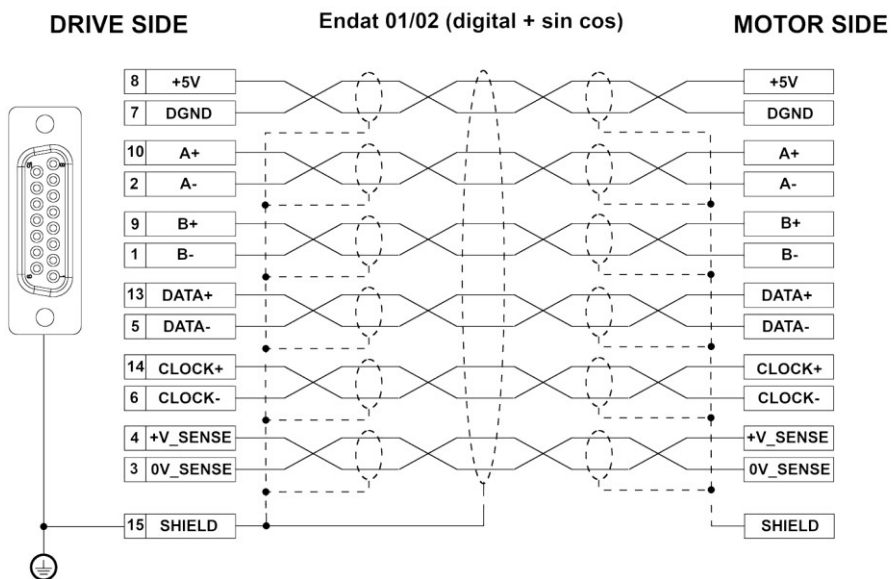 DRIVE SIDE Endat 01/02 (digital + sin cos) MOTOR SIDE
8 +5V +5V
7 DGND DGND
10 A+ A+
2 A- A-
9 B+ B+
1 B- B-
13 DATA+ DATA+
5 DATA- DATA-
14 CLOCK+ CLOCK+
6 CLOCK- CLOCK-
4 +V_SENSE +V_SENSE
3 0V_SENSE 0V_SENSE
15 SHIELD SHIELD